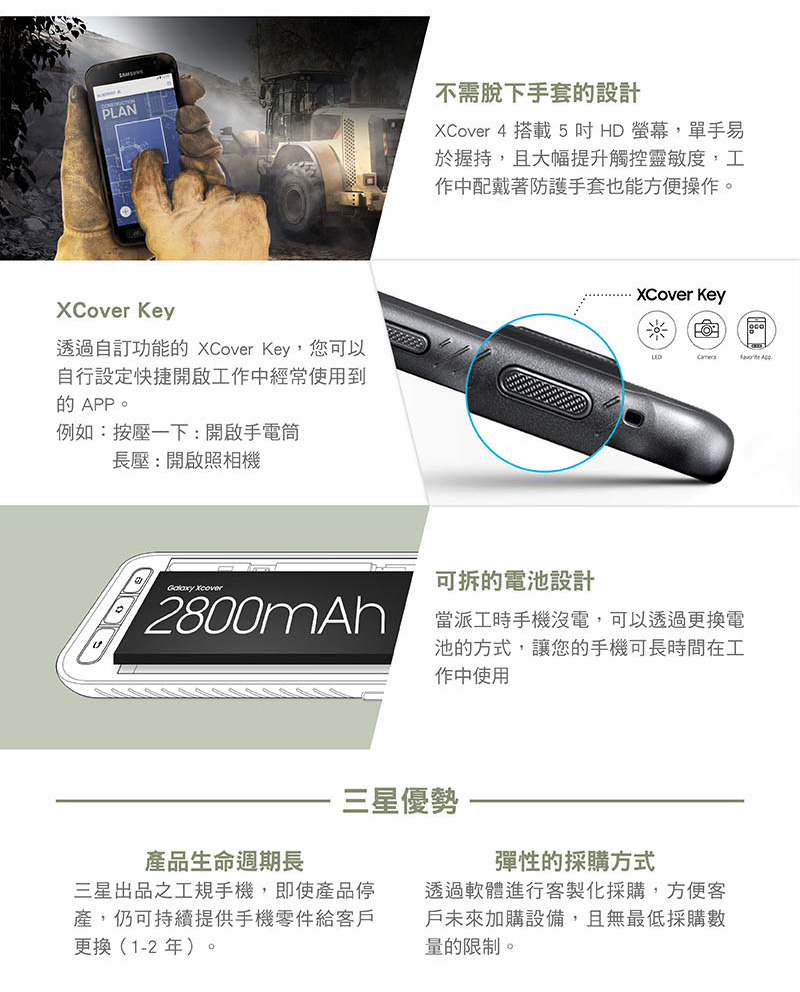 SAMSUNG
CONSTRUCTION
PLAN
不需脫下手套的設計
XCover 4 搭載 5 吋 HD 螢幕，單手易
於握持，且大幅提升觸控靈敏度，工
作中配戴著防護手套也能方便操作。
XCover Key
透過自訂功能的 XCover Key，您可以
自行設定快捷開啟工作中經常使用到
的 APP。
例如：按壓一下 : 開啟手電筒
長壓 : 開啟照相機
XCover Key
LED
Camera
Favorite App.
Galaxy Xcover
2800mAh
可拆的電池設計
當派工時手機沒電，可以透過更換電
池的方式，讓您的手機可長時間在工
作中使用
三星優勢
產品生命週期長
三星出品之工規手機，即使產品停
產，仍可持續提供手機零件給客戶
更換（1-2 年）。
彈性的採購方式
透過軟體進行客製化採購，方便客
戶未來加購設備，且無最低採購數
量的限制。